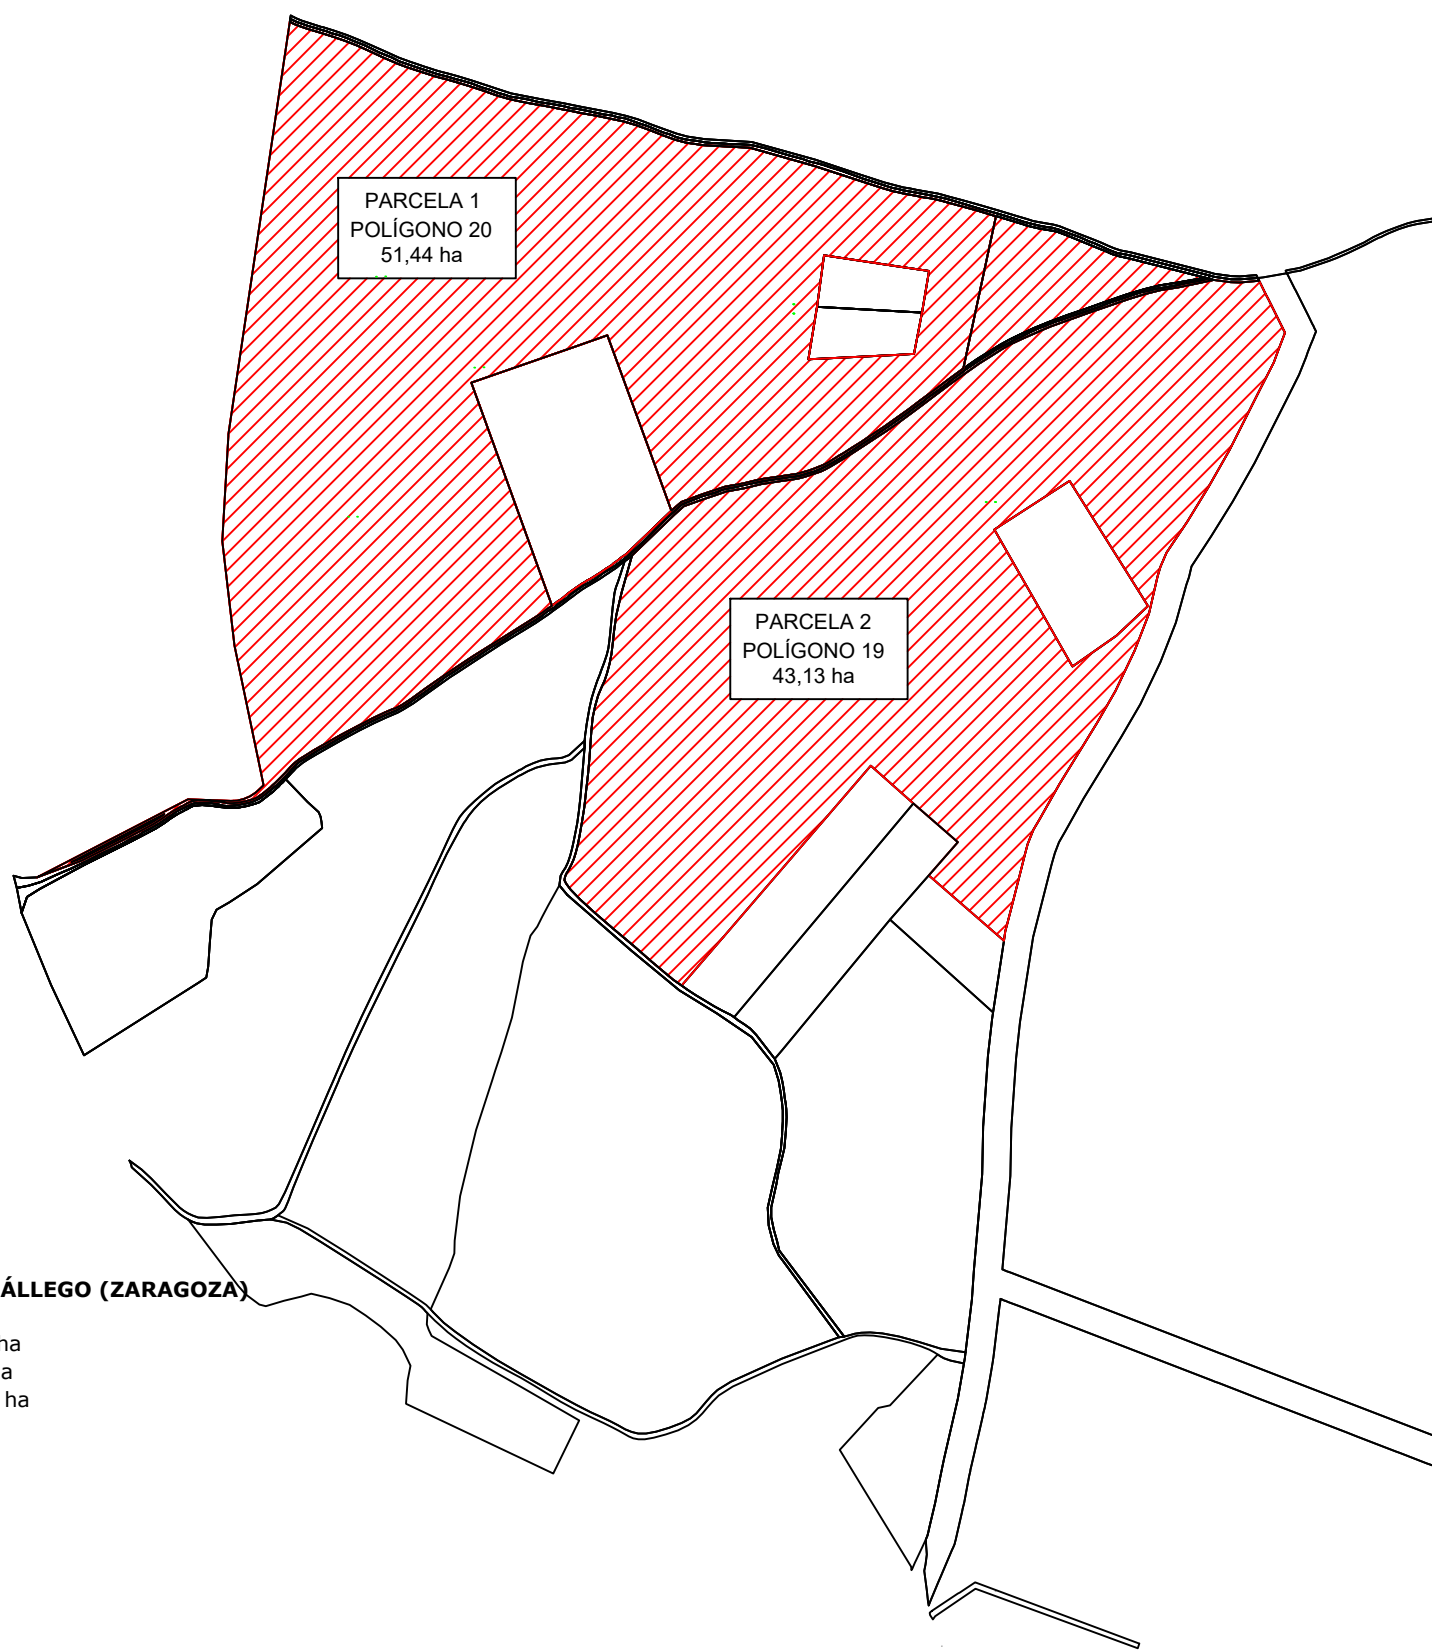 PARCELA 1
POLÍGONO 20
51,44 ha
PARCELA 2
POLÍGONO 19
43,13 ha
ÁLLEGO (ZARAGOZA)
ha
a
ha